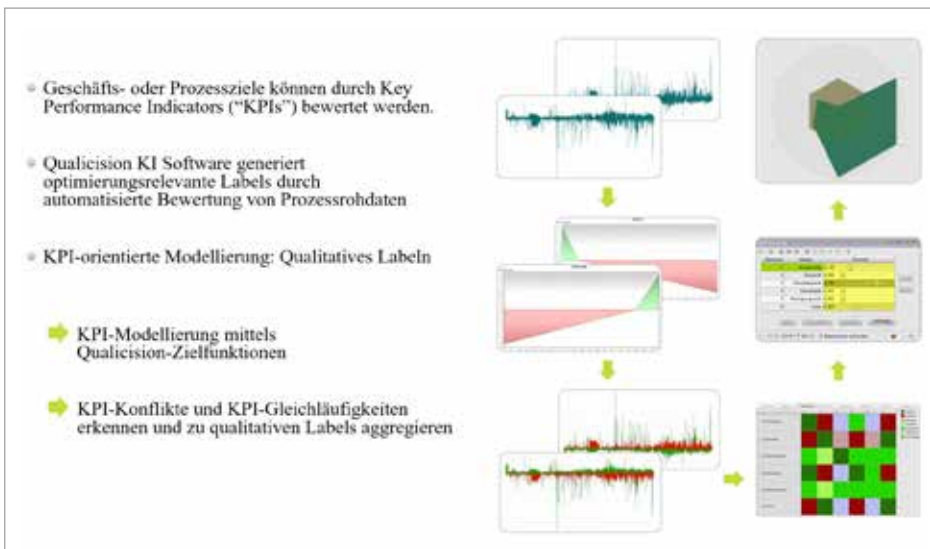 Geschäfts- oder Prozessziele können durch Key
Performance Indicators (“KPIs”) bewertet werden.
Qualicision KI Software generiert
optimierungsrelevante Labels durch
automatisierte Bewertung von Prozessrohdaten
KPI-orientierte Modellierung: Qualitatives Labeln
KPI-Modellierung mittels
Qualicision-Zielfunktionen
KPI-Konflikte und KPI-Gleichläufigkeiten
erkennen und zu qualitativen Labels aggregieren